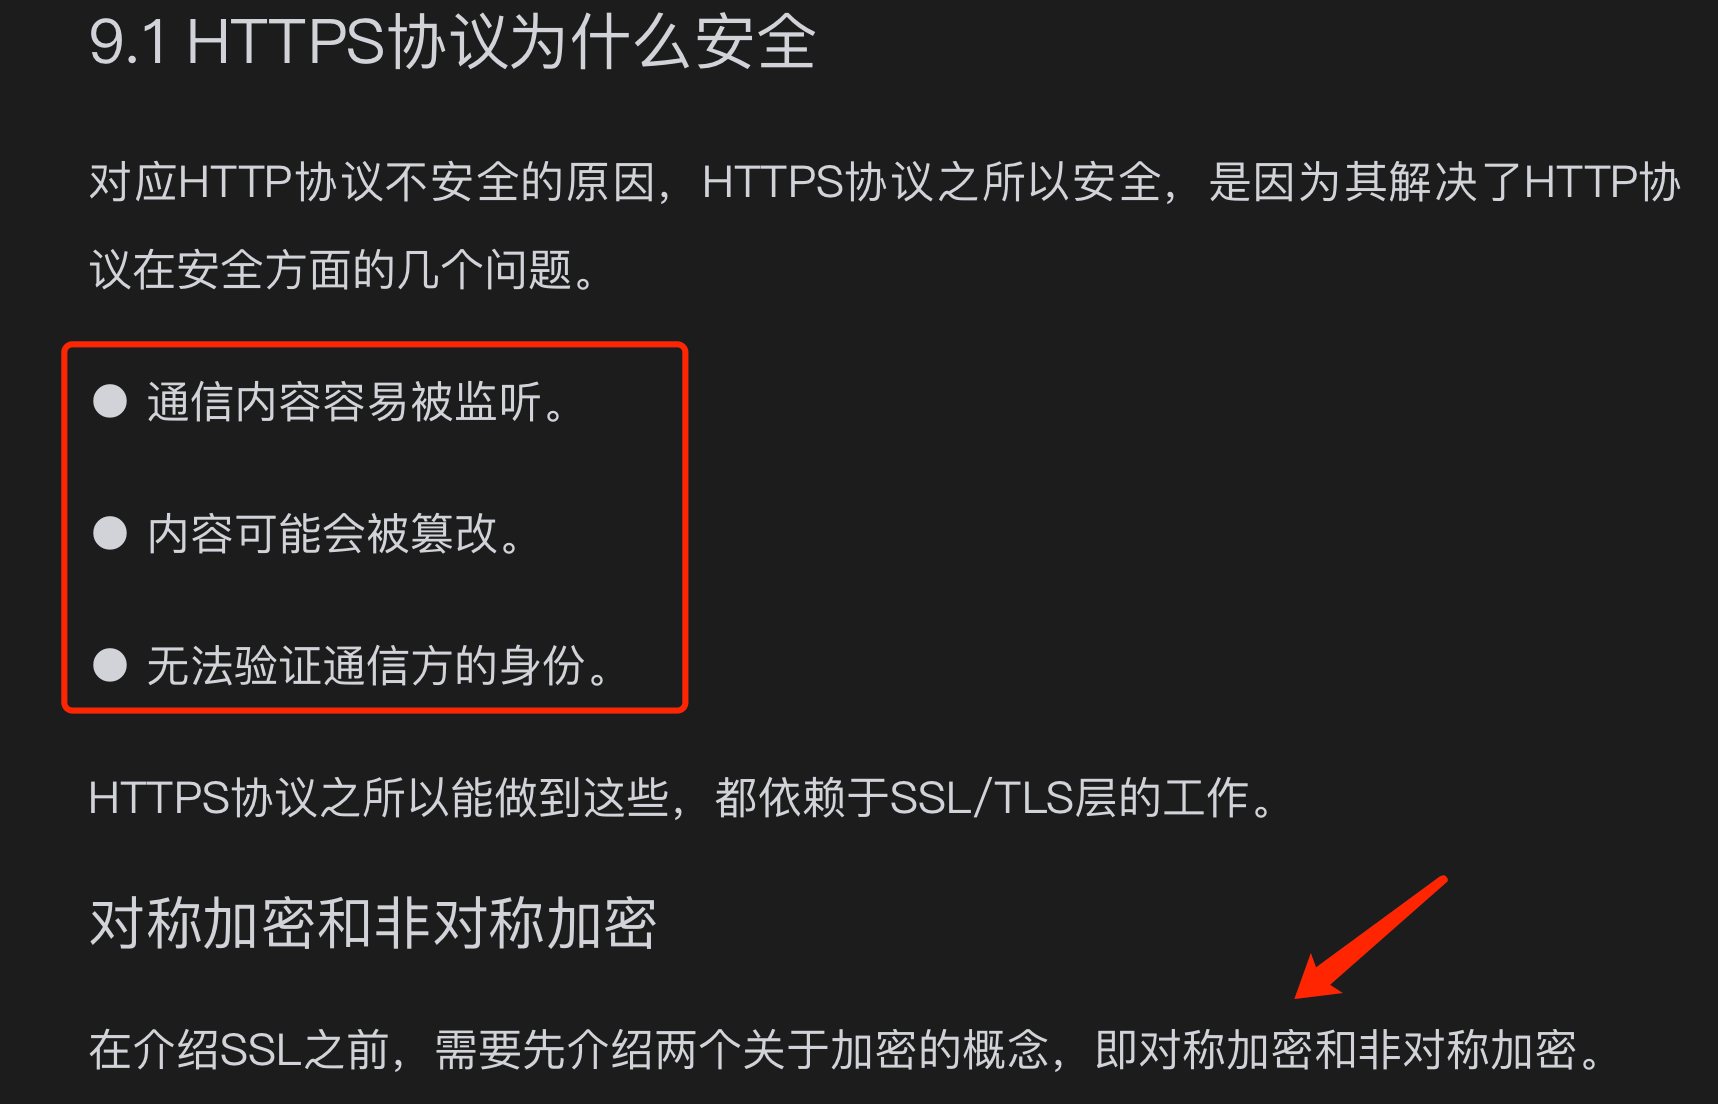 9.1 HTTPS协议为什么安全
对应HTTP协议不安全的原因，HTTPS协议之所以安全，是因为其解决了HTTP协
议在安全方面的几个问题。
● 通信内容容易被监听。
● 内容可能会被篡改。
● 无法验证通信方的身份。
HTTPS协议之所以能做到这些，都依赖于SSL/TLS层的工作。
对称加密和非对称加密
在介绍SSL之前，需要先介绍两个关于加密的概念，即对称加密和非对称加密。